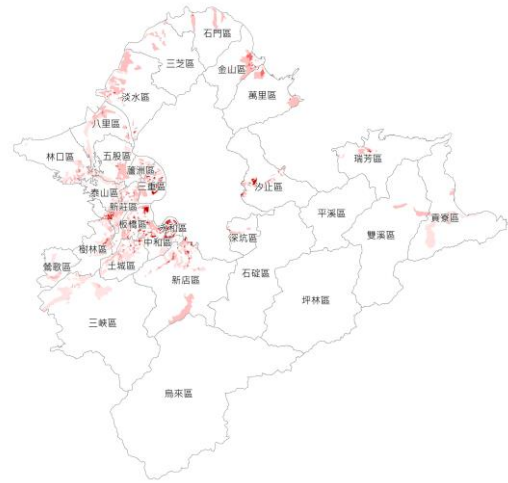 石門區
三芝區
金山區
萬里區
淡水區
八里區
林口區
五股區
蘆洲區
瑞芳區
三重區
汐止區
泰山區
新莊區
平溪區
貢寮區
板橋區
永和區
雙溪區
深坑區
中和區
樹林區
土城區
鶯歌區
新店區
石碇區
坪林區
三峽區
烏來區